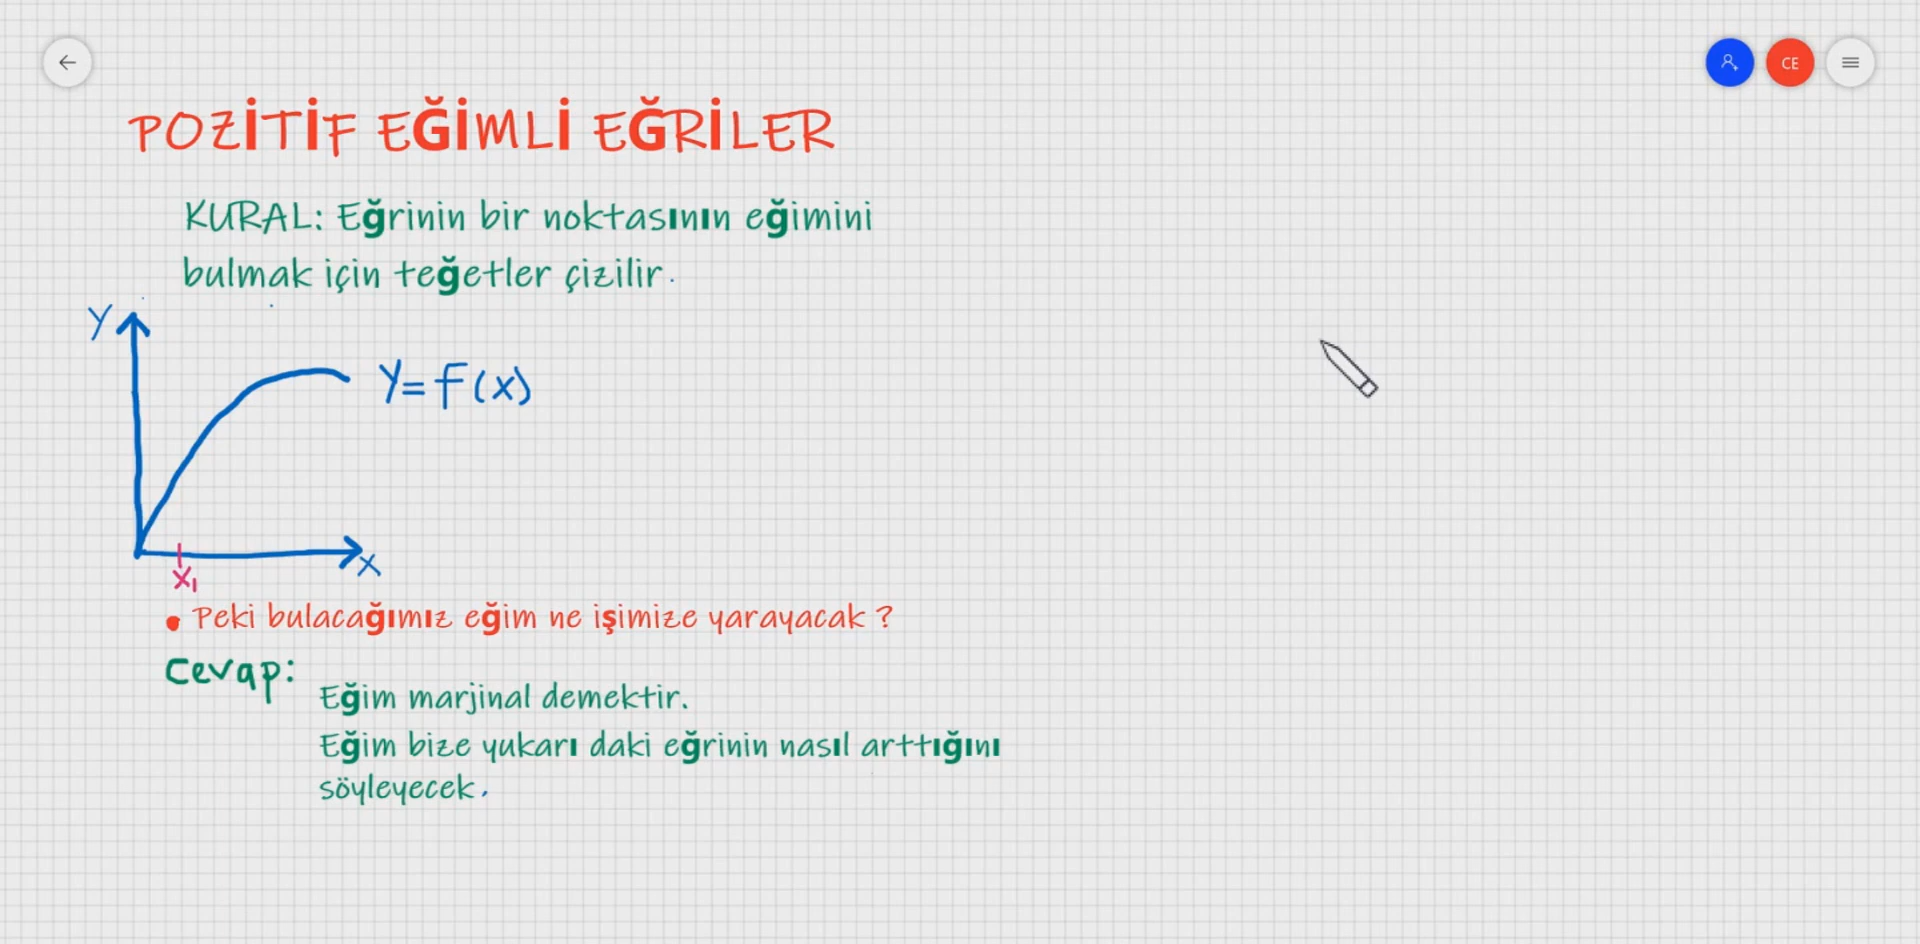 CE
POZİTİF EĞİMLİ EĞRİLER
KURAL: Eğrinin bir noktasının eğimini
bulmak için teğetler çizilir.
Y
Y=F(x)
X
X₁
• Peki bulacağımız eğim ne işimize yarayacak ?
Cevap:
Eğim marjinal demektir.
Eğim bize yukarı daki eğrinin nasıl arttığını
söyleyecek.